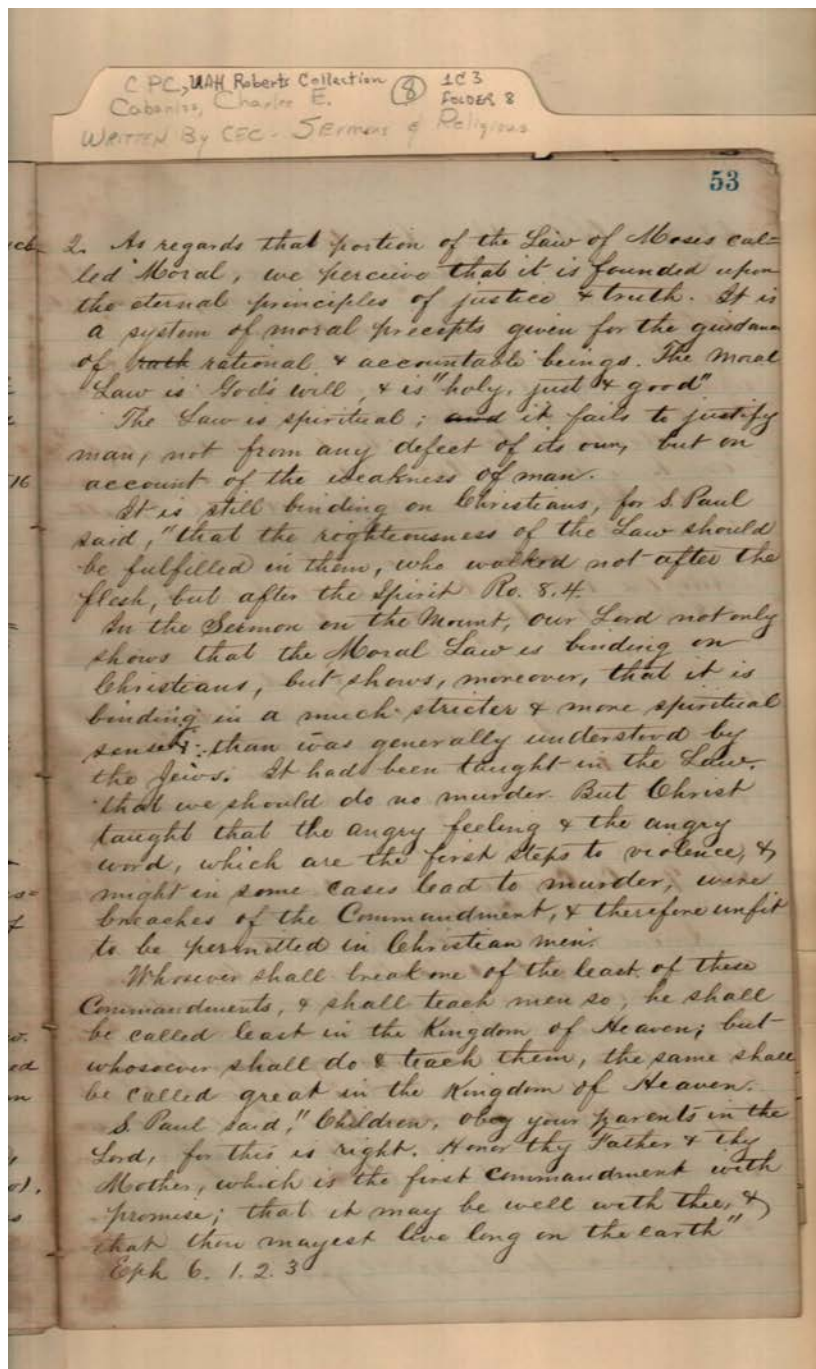 C PC, UAH Roberts Collection 8 1C3
Cabaniss, Charles E. FOLDER 8
WRITTEN By CEC - Sermons & Religious
53
2. As regards that portion of the Law of Moses cal=
led Moral, we perceive that it is founded upon
the eternal principles of justice & truth. It is
a system of moral precepts given for the guidance
of rath rational & accountable beings. The Moral
Law is God's will, & is "holy, just & good"
The Law is spiritual; and it fails to justify
man, not from any defect of its own, but on
account of the weakness of man.
It is still binding on Christians, for S. Paul
said, "that the righteousness of the Law should
be fulfilled in them, who walked not after the
flesh, but after the Spirit Ro. 8.4.
In the Sermon on the Mount, our Lord not only
shows that the Moral Law is binding on
Christians, but shows, moreover, that it is
binding in a much stricter & more spiritual
sense than was generally understood by
the Jews. It had been taught in the Law,
that we should do no murder. But Christ
taught that the angry feeling & the angry
word, which are the first steps to violence, &
might in some cases lead to murder, were
breaches of the Commandment, & therefore unfit
to be permitted in Christian men.
Whosoever shall break one of the least of these
Commandments, & shall teach men so, he shall
be called least in the Kingdom of Heaven; but
whosoever shall do & teach them, the same shall
be called great in the Kingdom of Heaven.
S. Paul said, "Children, obey your parents in the
Lord, for this is right. Honor thy Father & thy
Mother, which is the first commandment with
promise; that it may be well with thee, &
that thou mayest live long on the earth"
Eph 6. 1. 2. 3